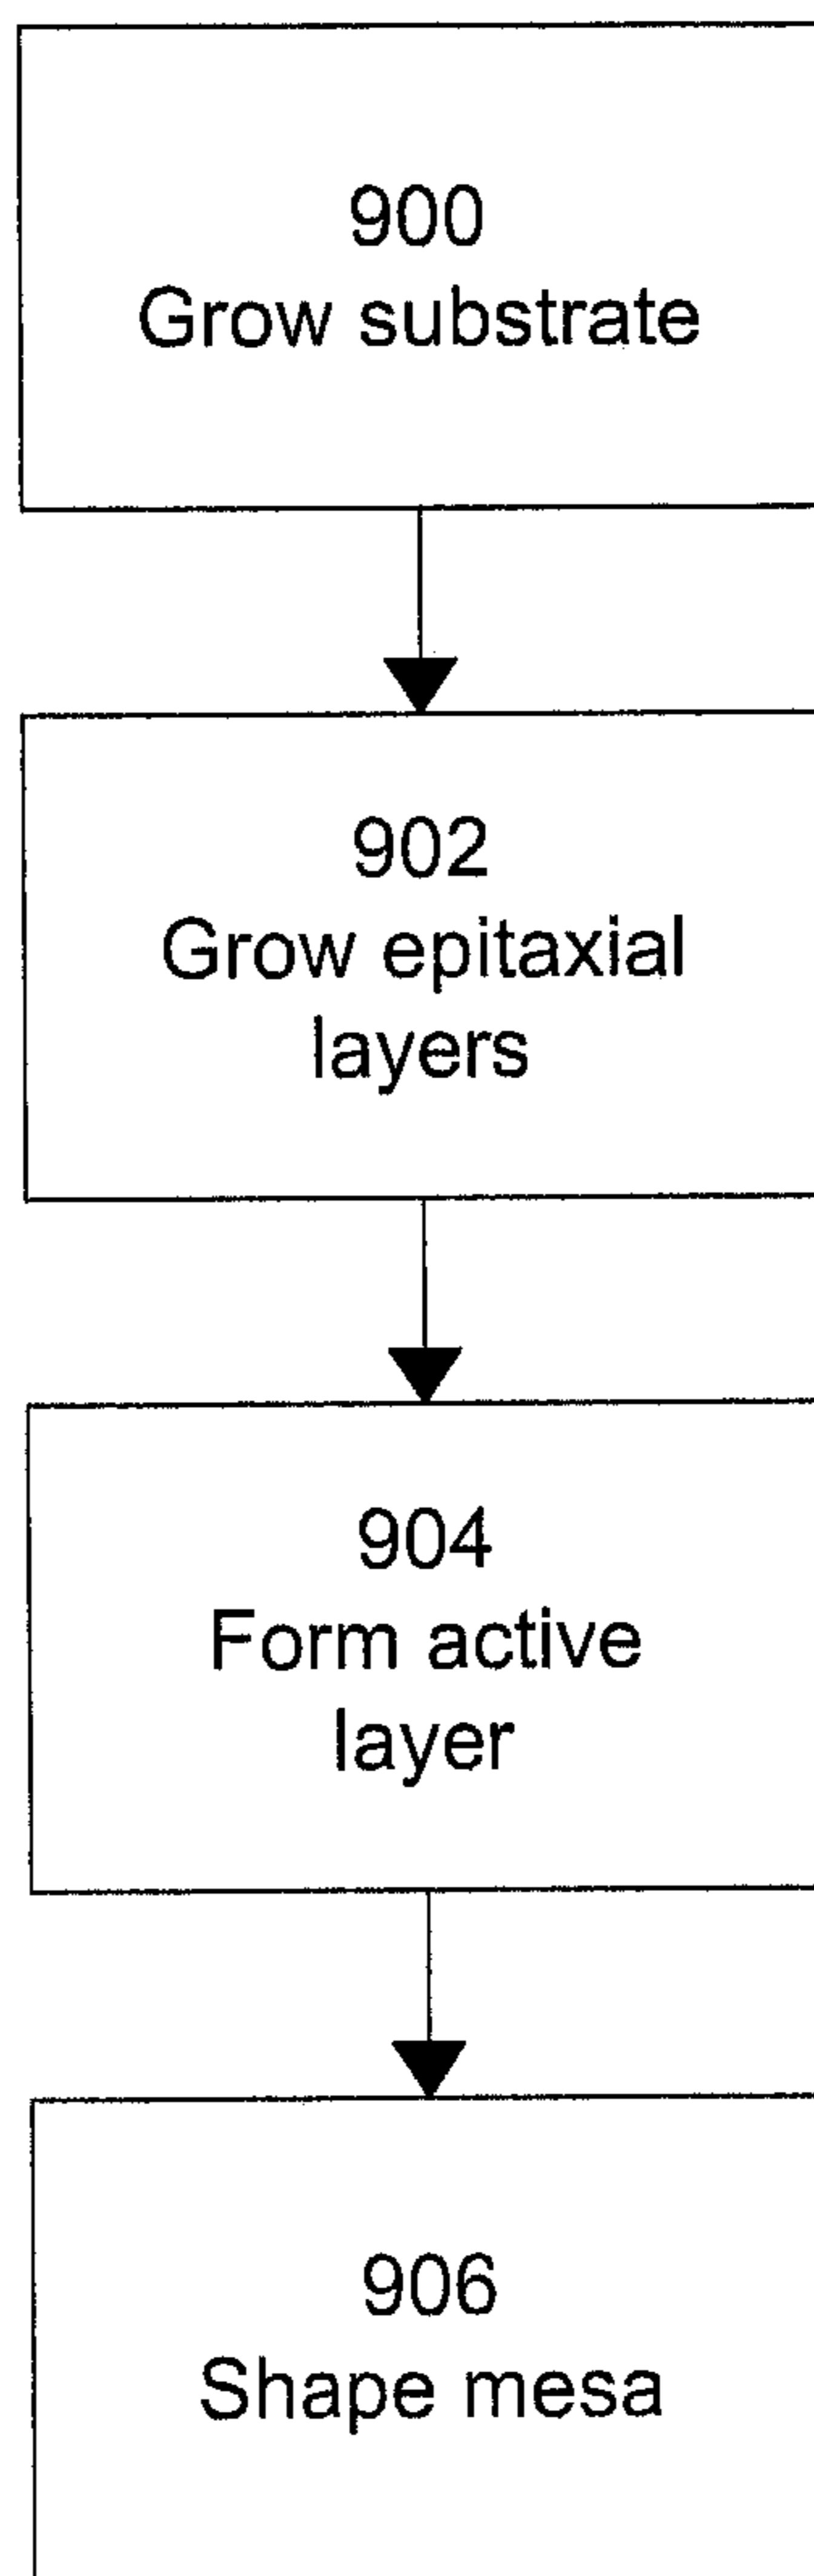 900
Grow substrate
902
Grow epitaxial
layers
904
Form active
layer
906
Shape mesa